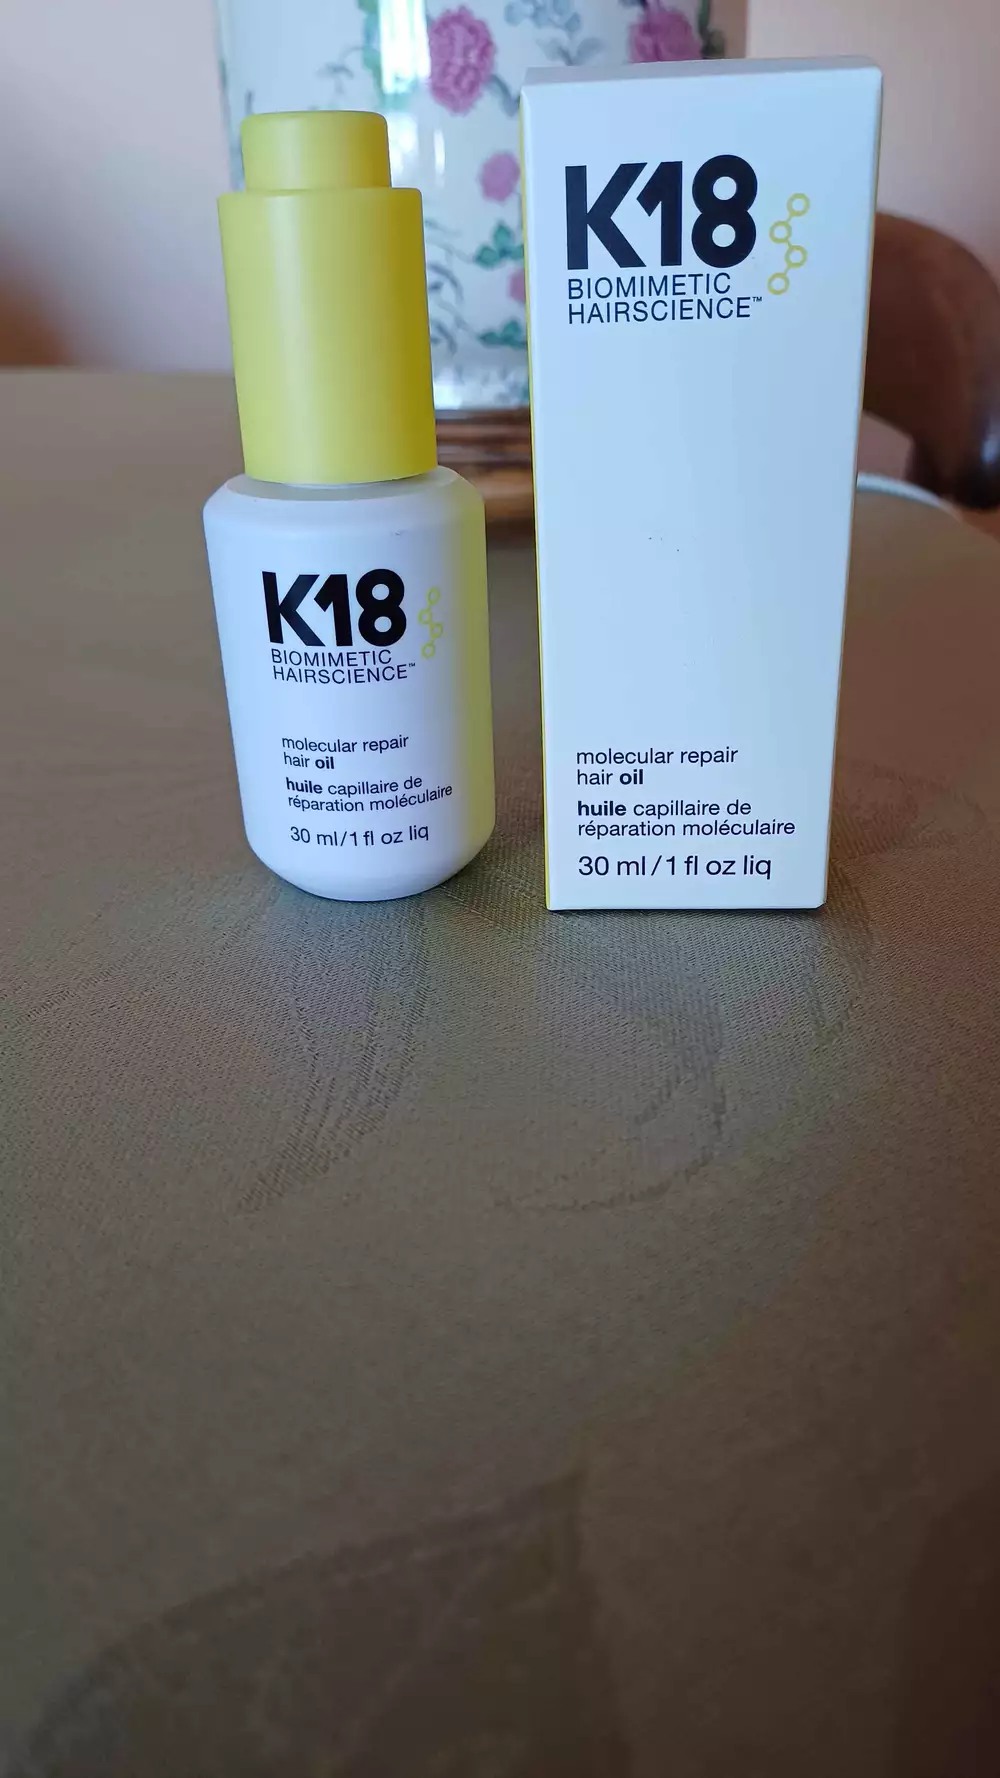 K18
BIOMIMETIC
HAIRSCIENCE™
molecular repair
hair oil
huile capillaire de
réparation moléculaire
30 ml/1 fl oz liq
K18
BIOMIMETIC
HAIRSCIENCE™
molecular repair
hair oil
huile capillaire de
réparation moléculaire
30 ml/1 fl oz liq